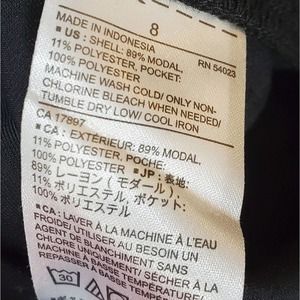 8
MADE IN INDONESIA
RN 54023
■ US : SHELL: 89% MODAL,
11% POLYESTER, POCKET:
100% POLYESTER
MACHINE WASH COLD/ ONLY NON-
CHLORINE BLEACH WHEN NEEDED/
TUMBLE DRY LOW/ COOL IRON
CA 17897
■ CA : EXTÉRIEUR: 89% MODAL,
11% POLYESTER, POCHE:
100% POLYESTER ■ JP : 表地:
89% レーヨン (モダール),
11% ポリエステル, ポケット:
100% ポリエステル
■ CA : LAVER À LA MACHINE À L'EAU
FROIDE/ UTILISER AU BESOIN UN
AGENT DE BLANCHIMENT SANS
CHLORE UNIQUEMENT/ SÉCHER À LA
REPASSER À BASSE TEMPÉRATURE
30